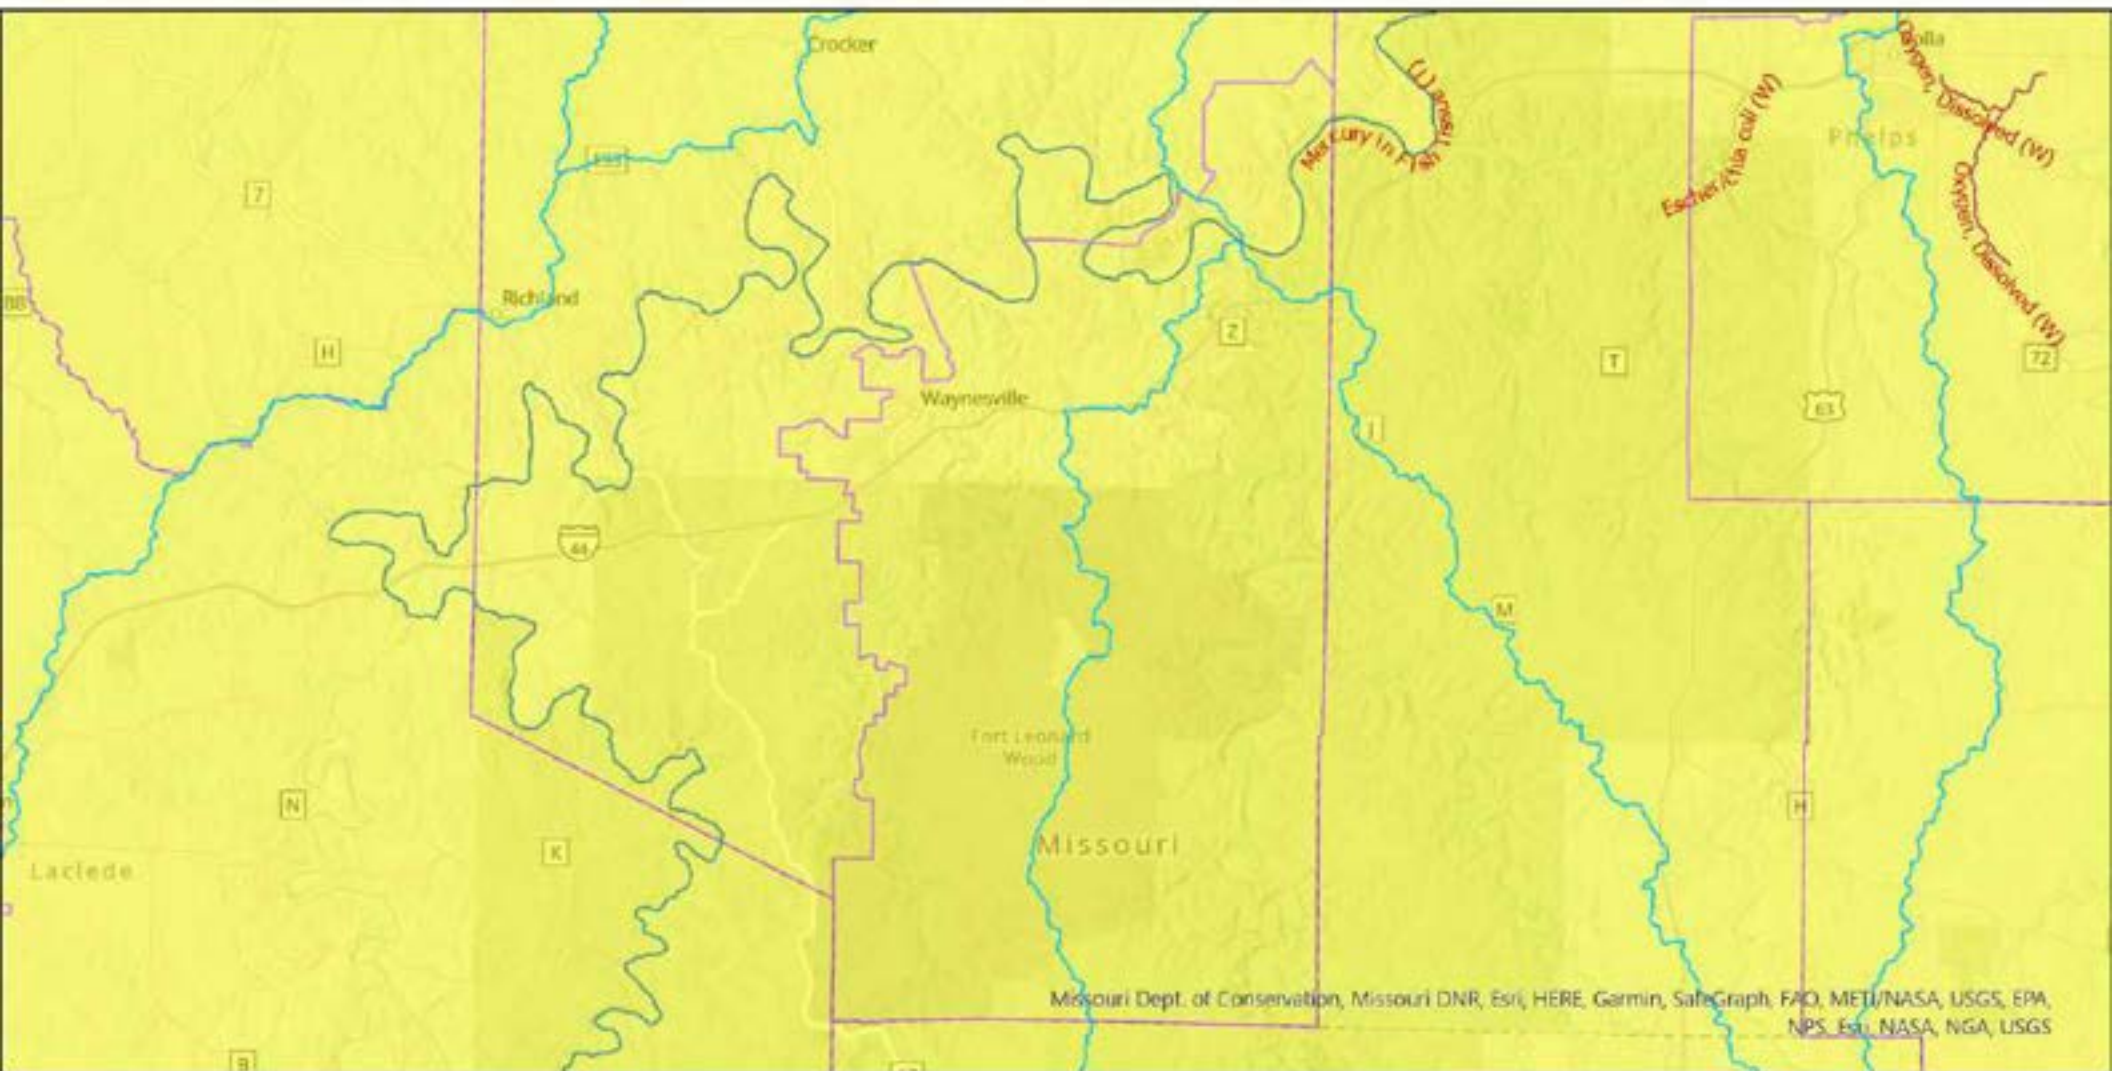 Crocker
Rolla
Mercury in Fish Tissue (T)
Escherichia coli (W)
Oxygen, Dissolved (W)
Phelps
133
7
Oxygen, Dissolved (W)
Richland
88
Z
H
T
72
Waynesville
63
J
44
M
Fort Leonard
Wood
N
H
Missouri
K
Laclede
Missouri Dept. of Conservation, Missouri DNR, Esri, HERE, Garmin, SafeGraph, FAO, METI/NASA, USGS, EPA,
NPS, Esri, NASA, NGA, USGS
B